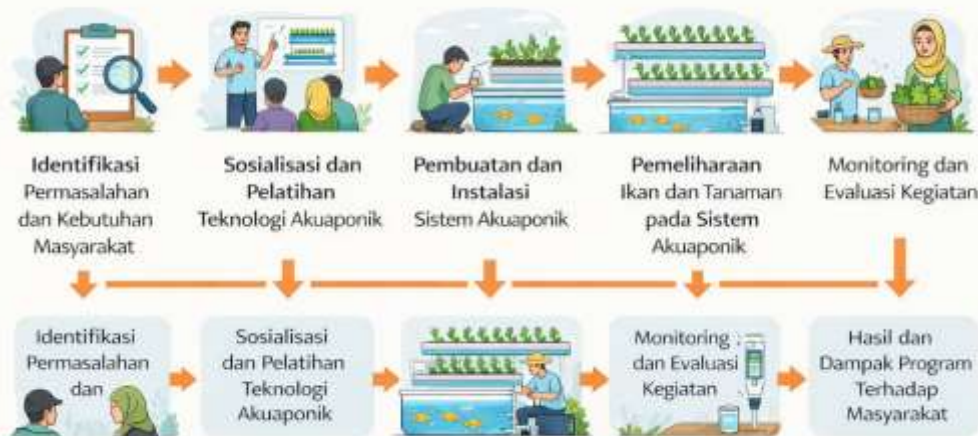 Identifikasi
Permasalahan
dan Kebutuhan
Masyarakat
Sosialisasi dan
Pelatihan
Teknologi Akuaponik
Pembuatan dan
Instalasi
Sistem Akuaponik
Pemeliharaan
Ikan dan Tanaman
pada Sistem
Akuaponik
Monitoring dan
Evaluasi Kegiatan
Identifikasi
Permasalahan
dan
Sosialisasi
dan Pelatihan
Teknologi
Akuaponik
Monitoring
dan Evaluasi
Kegiatan
Hasil dan
Dampak Program
Terhadap
Masyarakat